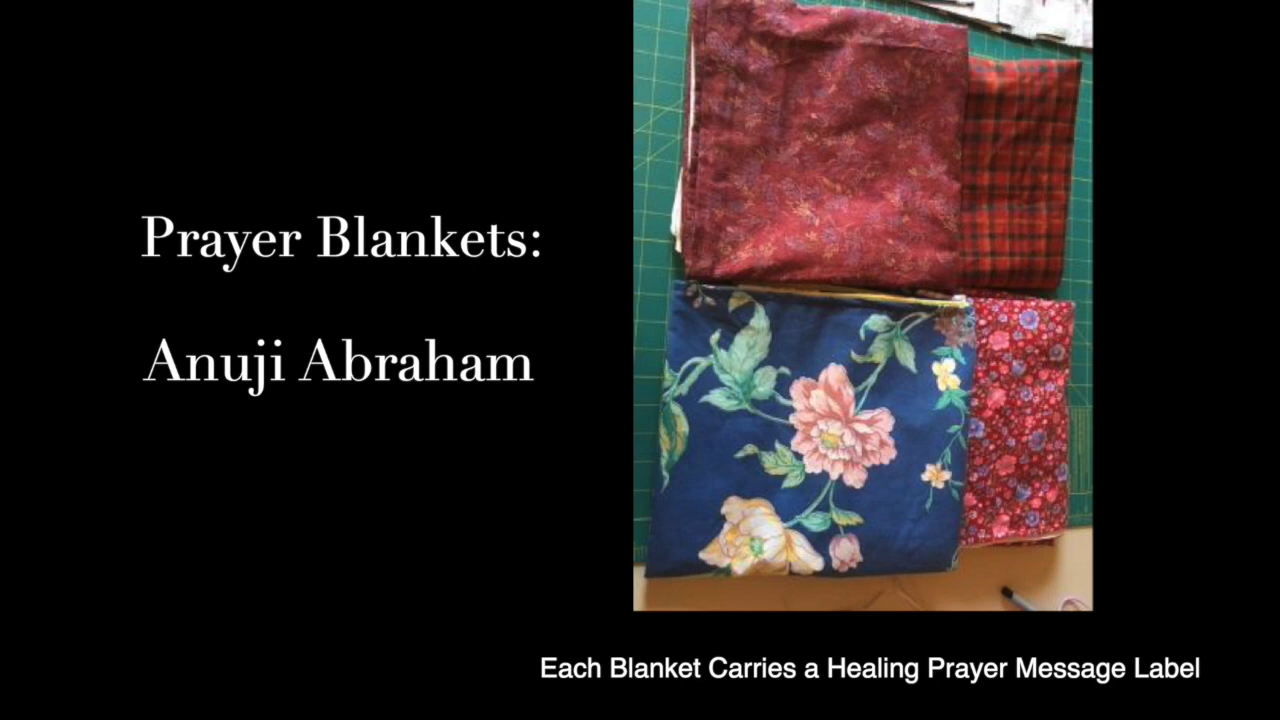 Prayer Blankets:
Anuji Abraham
Each Blanket Carries a Healing Prayer Message Label